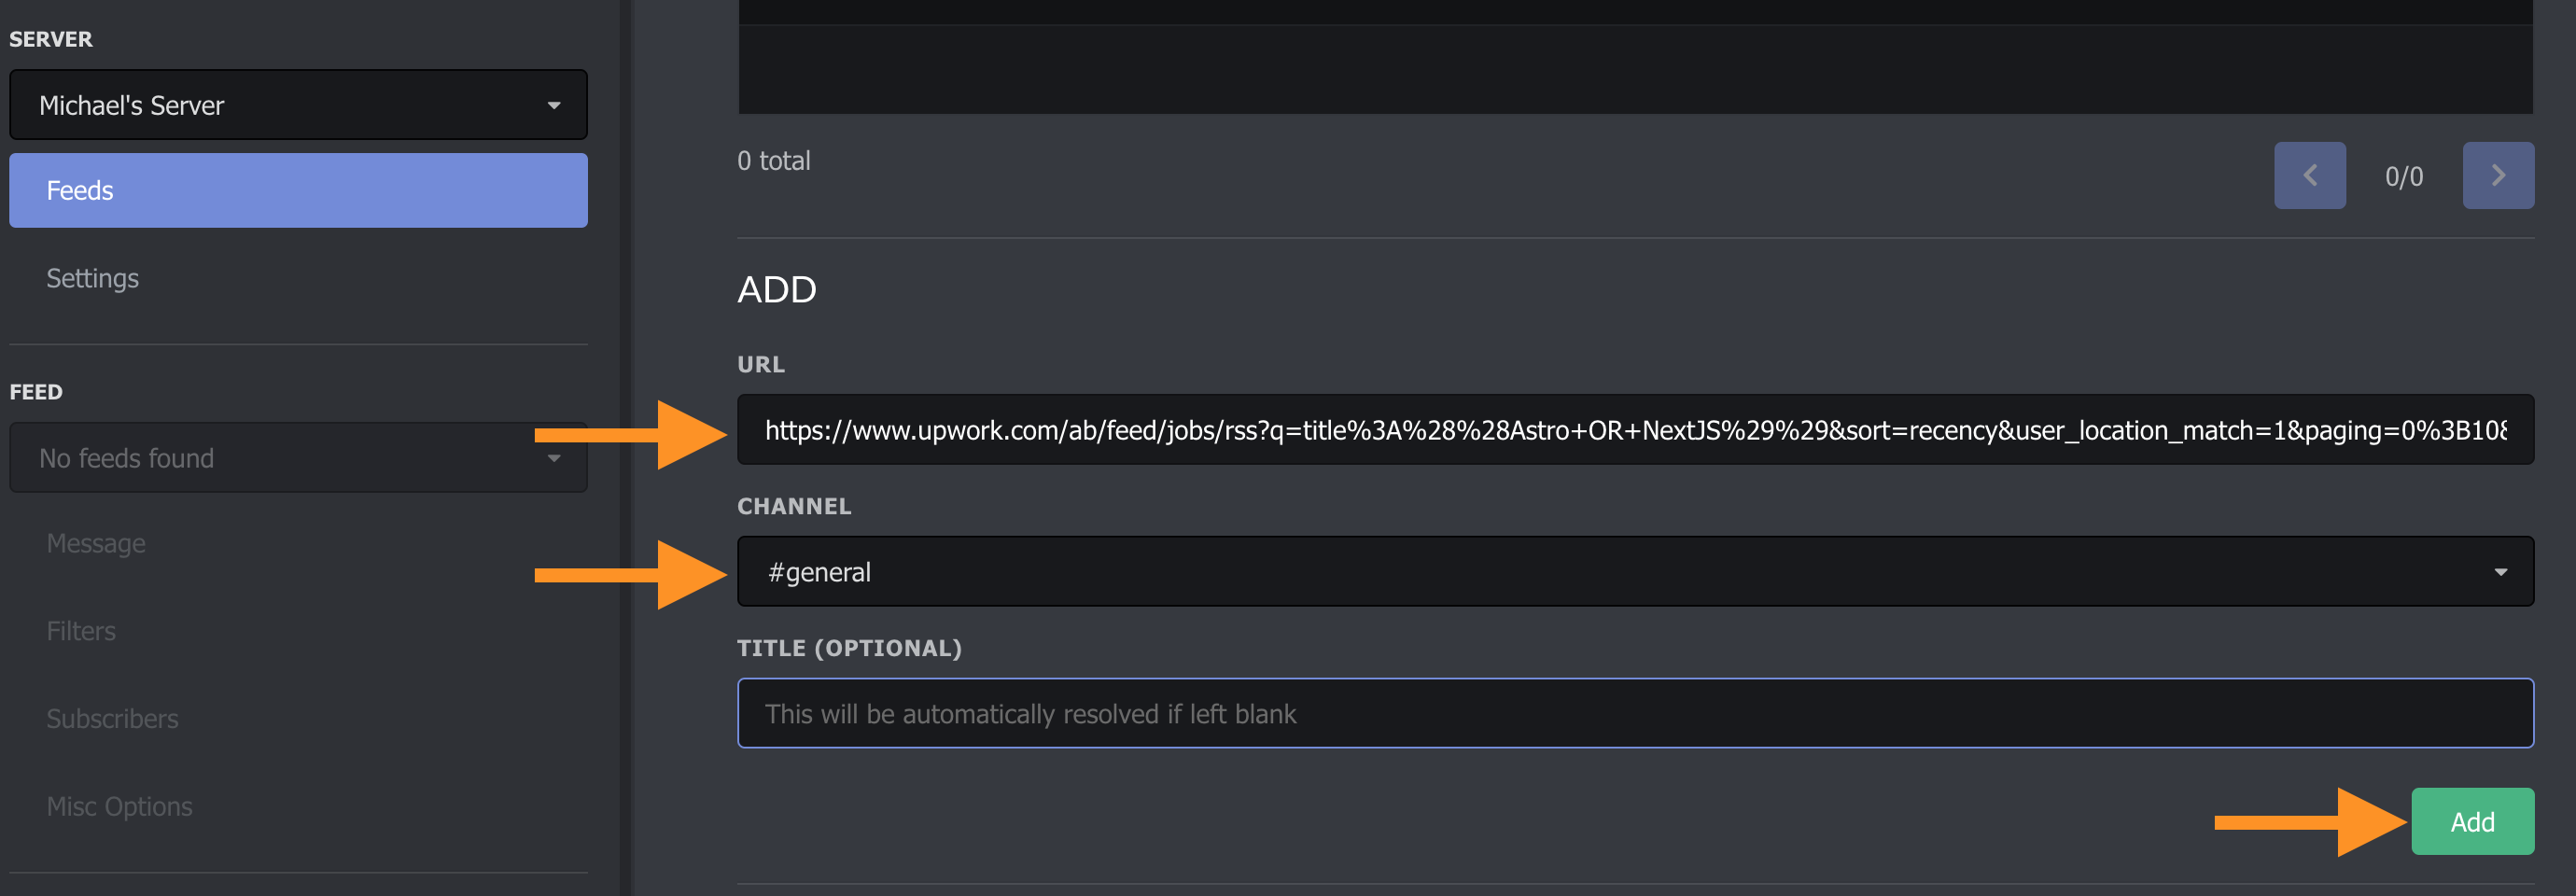 SERVER
Michael's Server
Feeds
Settings
FEED
No feeds found
Message
Filters
Subscribers
Misc Options
0 total
0/0
ADD
URL
https://www.upwork.com/ab/feed/jobs/rss?q=title%3A%28%28Astro+OR+NextJS%29%29&sort=recency&user_location_match=1&paging=0%3B10&
CHANNEL
#general
TITLE (OPTIONAL)
This will be automatically resolved if left blank
Add